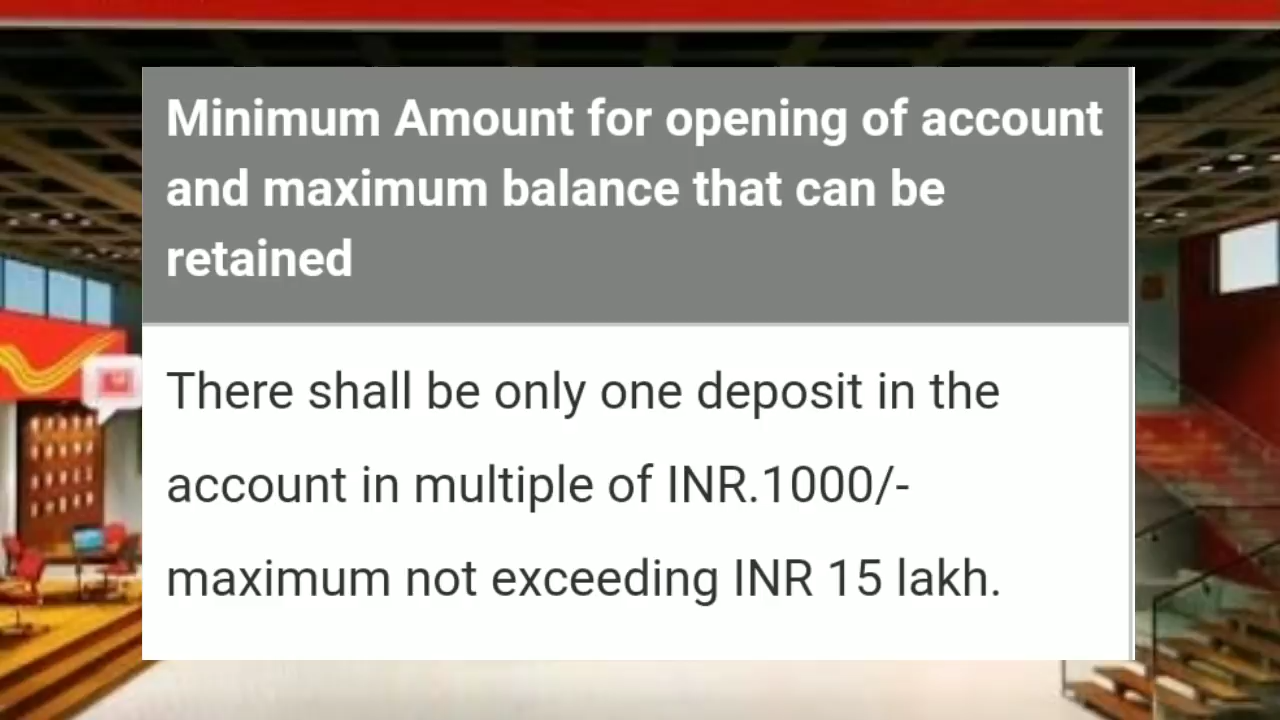 Minimum Amount for opening of account
and maximum balance that can be
retained
There shall be only one deposit in the
account in multiple of INR.1000/-
maximum not exceeding INR 15 lakh.